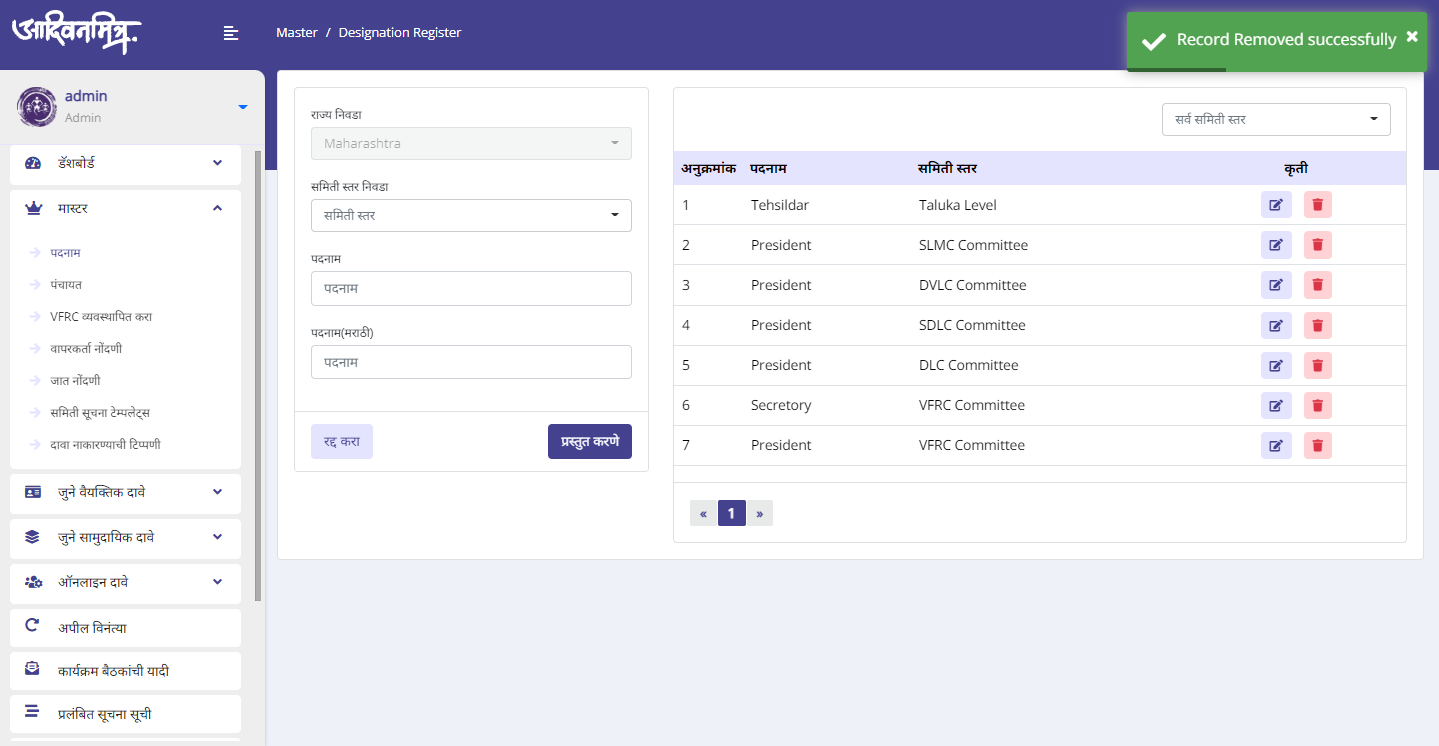 आदिवनमित्र..
Master / Designation Register
Record Removed successfully
admin
Admin
डॅशबोर्ड
मास्टर
पदनाम
पंचायत
VFRC व्यवस्थापित करा
वापरकर्ता नोंदणी
जात नोंदणी
समिती सूचना टेम्पलेट्स
दावा नाकारण्याची टिप्पणी
जुने वैयक्तिक दावे
जुने सामुदायिक दावे
ऑनलाइन दावे
अपील विनंत्या
कार्यक्रम बैठकांची यादी
प्रलंबित सूचना सूची
राज्य निवडा
Maharashtra
समिती स्तर निवडा
समिती स्तर
पदनाम
पदनाम
पदनाम(मराठी)
पदनाम
रद्द करा
प्रस्तुत करणे
सर्व समिती स्तर
अनुक्रमांक पदनाम समिती स्तर कृती
1 Tehsildar Taluka Level
2 President SLMC Committee
3 President DVLC Committee
4 President SDLC Committee
5 President DLC Committee
6 Secretory VFRC Committee
7 President VFRC Committee
« 1 »